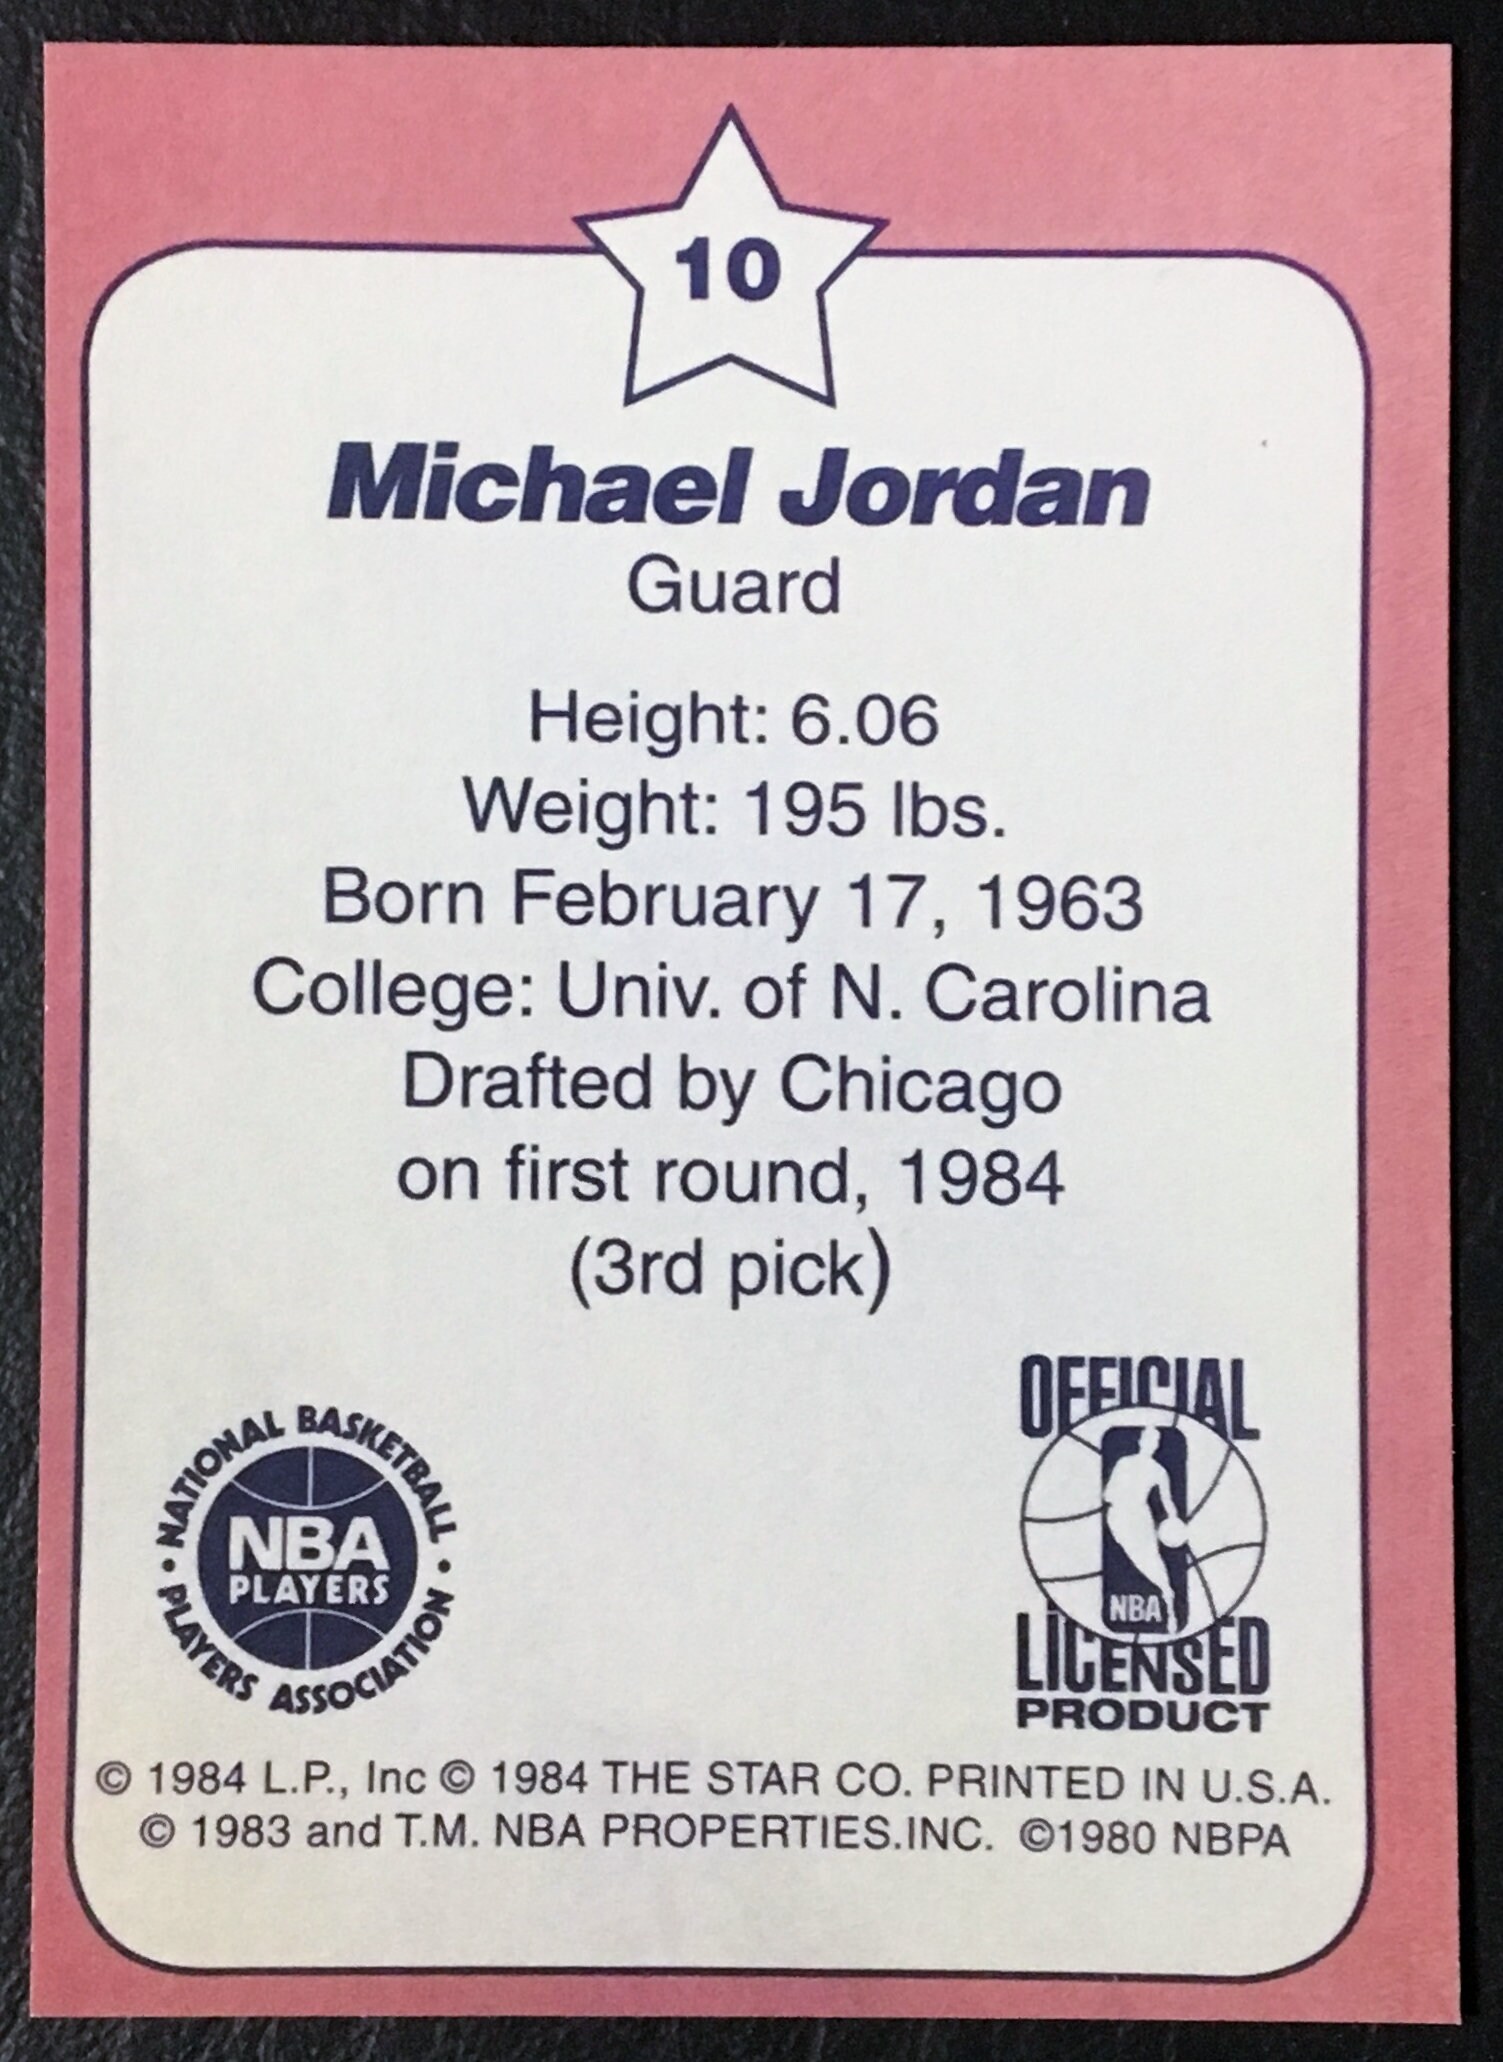 10
Michael Jordan
Guard
Height: 6.06
Weight: 195 lbs.
Born February 17, 1963
College: Univ. of N. Carolina
Drafted by Chicago
on first round, 1984
(3rd pick)
• NATIONAL BASKETBALL •
PLAYERS ASSOCIATION
NBA
PLAYERS
OFFICIAL
NBA
LICENSED
PRODUCT
© 1984 L.P., Inc © 1984 THE STAR CO. PRINTED IN U.S.A.
© 1983 and T.M. NBA PROPERTIES.INC. ©1980 NBPA